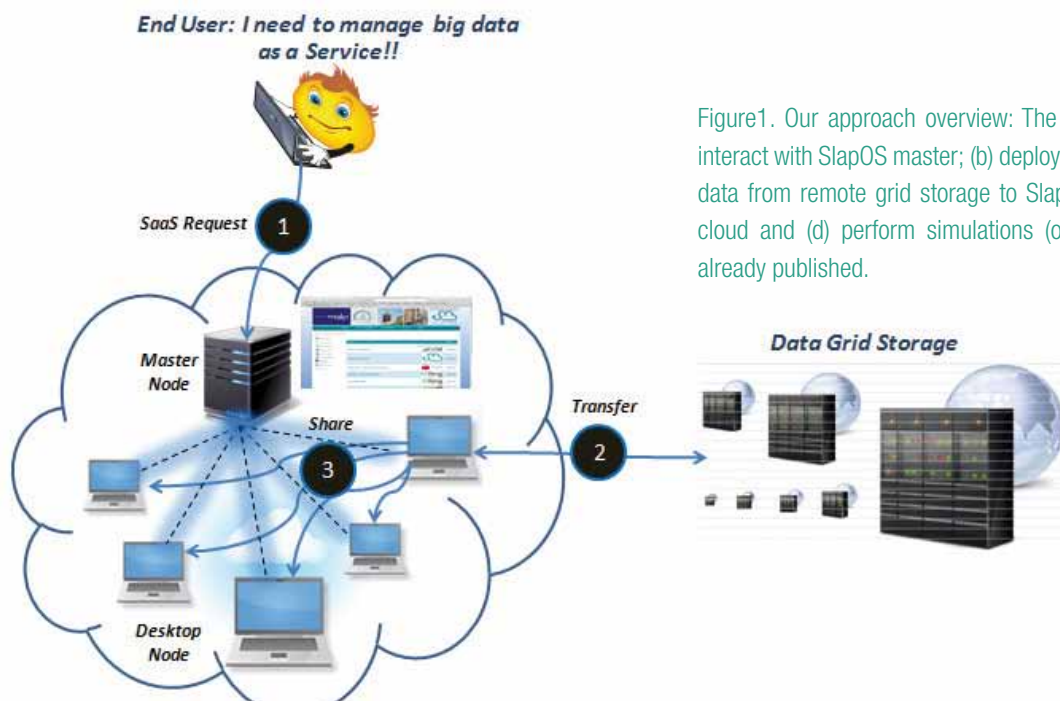 End User: I need to manage big data
as a Service!!
Figure1. Our approach overview: The
interact with SlapOS master; (b) deploy
data from remote grid storage to Slap
cloud and (d) perform simulations (o
already published.
SaaS Request
1
Master
Node
Share
3
Transfer
2
Data Grid Storage
Desktop
Node